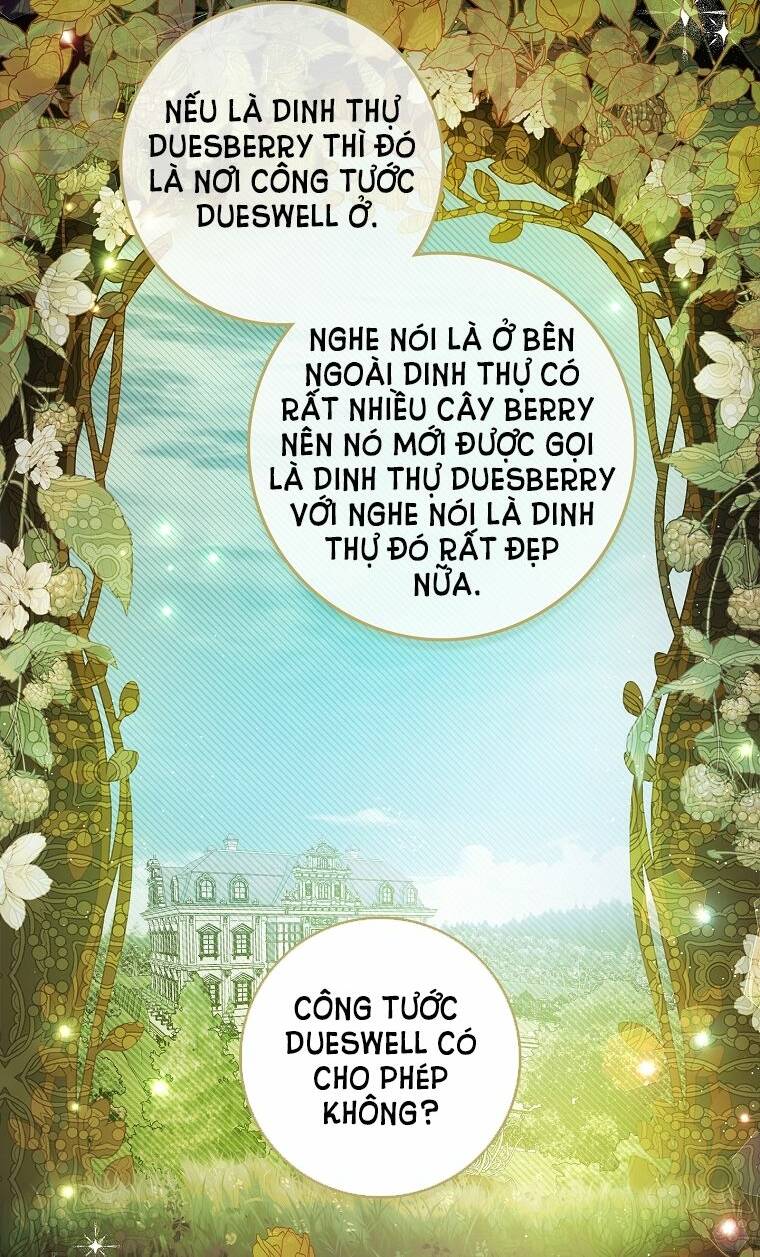 NẾU LÀ DINH THỰ
DUESBERRY THÌ ĐÓ
LÀ NƠI CÔNG TƯỚC
DUESWELL Ở.
NGHE NÓI LÀ Ở BÊN
NGOÀI DINH THỰ CÓ
RẤT NHIỀU CÂY BERRY
NÊN NÓ MỚI ĐƯỢC GỌI
LÀ DINH THỰ DUESBERRY
VỚI NGHE NÓI LÀ DINH
THỰ ĐÓ RẤT ĐẸP
NỮA.
CÔNG TƯỚC
DUESWELL CÓ
CHO PHÉP
KHÔNG?